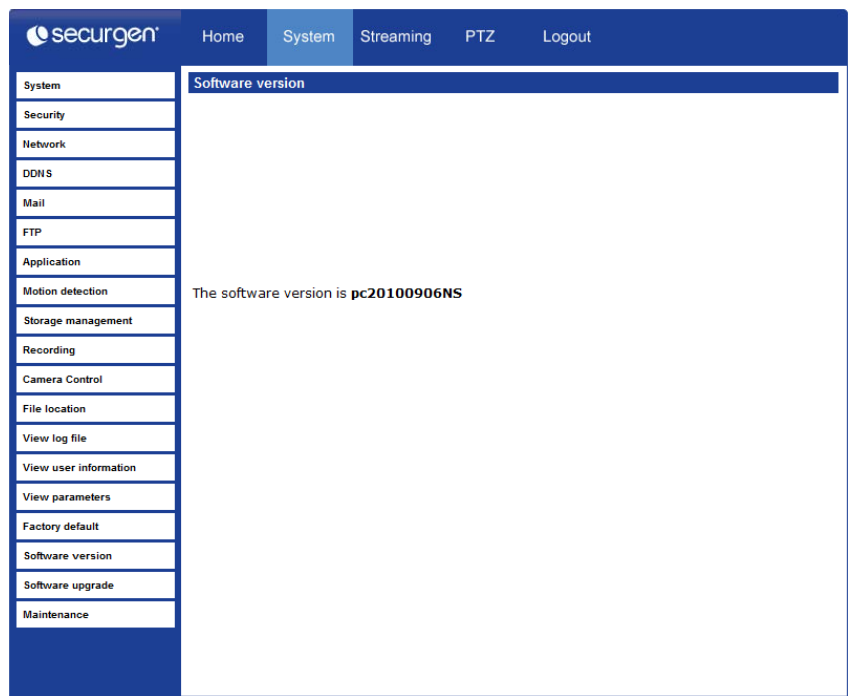 securgen
Home System Streaming PTZ Logout
Software version
System
Security
Network
DDNS
Mail
FTP
Application
Motion detection
Storage management
Recording
Camera Control
File location
View log file
View user information
View parameters
Factory default
Software version
Software upgrade
Maintenance
The software version is pc20100906NS